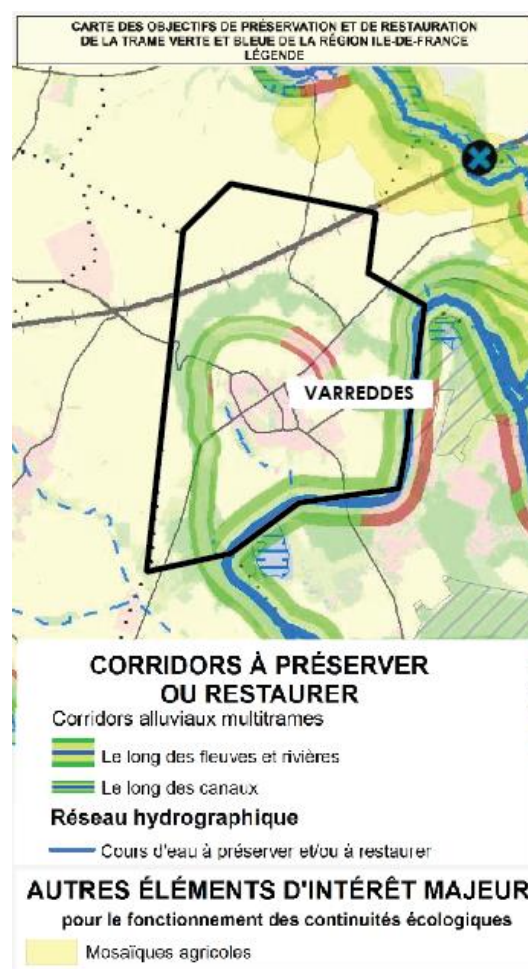 CARTE DES OBJECTIFS DE PRÉSERVATION ET DE RESTAURATION
DE LA TRAME VERTE ET BLEUE DE LA RÉGION ILE-DE-FRANCE
LÉGENDE
VARREDDES
CORRIDORS À PRÉSERVER
OU RESTAURER
Corridors alluviaux multitrames
Le long des fleuves et rivières
Le long des canaux
Réseau hydrographique
Cours d'eau à préserver et/ou à restaurer
AUTRES ÉLÉMENTS D'INTÉRÊT MAJEUR
pour le fonctionnement des continuités écologiques
Mosaïques agricoles